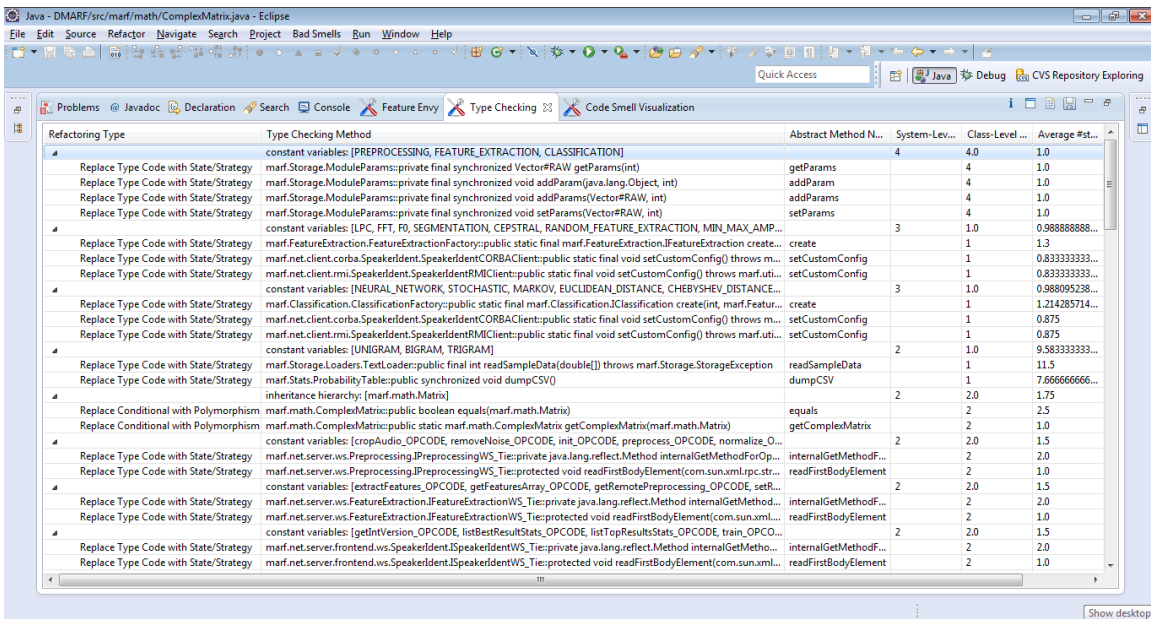 Java - DMARF/src/marf/math/ComplexMatrix.java - Eclipse
File Edit Source Refactor Navigate Search Project Bad Smells Run Window Help
Quick Access Java Debug CVS Repository Exploring
Problems @ Javadoc Declaration Search Console Feature Envy Type Checking Code Smell Visualization
Refactoring Type Type Checking Method Abstract Method N... System-Lev... Class-Level ... Average #st...
constant variables: [PREPROCESSING, FEATURE_EXTRACTION, CLASSIFICATION] 4 4.0 1.0
Replace Type Code with State/Strategy marf.Storage.ModuleParams::private final synchronized Vector#RAW getParams(int) getParams 4 1.0
Replace Type Code with State/Strategy marf.Storage.ModuleParams::private final synchronized void addParam(java.lang.Object, int) addParam 4 1.0
Replace Type Code with State/Strategy marf.Storage.ModuleParams::private final synchronized void addParams(Vector#RAW, int) addParams 4 1.0
Replace Type Code with State/Strategy marf.Storage.ModuleParams::private final synchronized void setParams(Vector#RAW, int) setParams 4 1.0
constant variables: [LPC, FFT, F0, SEGMENTATION, CEPSTRAL, RANDOM_FEATURE_EXTRACTION, MIN_MAX_AMP... 3 1.0 0.988888888...
Replace Type Code with State/Strategy marf.FeatureExtraction.FeatureExtractionFactory::public static final marf.FeatureExtraction.IFeatureExtraction create... create 1 1.3
Replace Type Code with State/Strategy marf.net.client.corba.SpeakerIdent.SpeakerIdentCORBAClient::public static final void setCustomConfig() throws m... setCustomConfig 1 0.833333333...
Replace Type Code with State/Strategy marf.net.client.rmi.SpeakerIdent.SpeakerIdentRMIClient::public static final void setCustomConfig() throws marf.uti... setCustomConfig 1 0.833333333...
constant variables: [NEURAL_NETWORK, STOCHASTIC, MARKOV, EUCLIDEAN_DISTANCE, CHEBYSHEV_DISTANCE... 3 1.0 0.988095238...
Replace Type Code with State/Strategy marf.Classification.ClassificationFactory::public static final marf.Classification.IClassification create(int, marf.Featur... create 1 1.214285714...
Replace Type Code with State/Strategy marf.net.client.corba.SpeakerIdent.SpeakerIdentCORBAClient::public static final void setCustomConfig() throws m... setCustomConfig 1 0.875
Replace Type Code with State/Strategy marf.net.client.rmi.SpeakerIdent.SpeakerIdentRMIClient::public static final void setCustomConfig() throws marf.uti... setCustomConfig 1 0.875
constant variables: [UNIGRAM, BIGRAM, TRIGRAM] 2 1.0 9.583333333...
Replace Type Code with State/Strategy marf.Storage.Loaders.TextLoader::public final int readSampleData(double[]) throws marf.Storage.StorageException readSampleData 1 11.5
Replace Type Code with State/Strategy marf.Stats.ProbabilityTable::public synchronized void dumpCSV() dumpCSV 1 7.666666666...
inheritance hierarchy: [marf.math.Matrix] 2 2.0 1.75
Replace Conditional with Polymorphism marf.math.ComplexMatrix::public boolean equals(marf.math.Matrix) equals 2 2.5
Replace Conditional with Polymorphism marf.math.ComplexMatrix::public static marf.math.ComplexMatrix getComplexMatrix(marf.math.Matrix) getComplexMatrix 2 1.0
constant variables: [cropAudio_OPCODE, removeNoise_OPCODE, init_OPCODE, preprocess_OPCODE, normalize_O... 2 2.0 1.5
Replace Type Code with State/Strategy marf.net.server.ws.Preprocessing.IPreprocessingWS_Tie::private java.lang.reflect.Method internalGetMethodForOp... internalGetMethodF... 2 2.0
Replace Type Code with State/Strategy marf.net.server.ws.Preprocessing.IPreprocessingWS_Tie::protected void readFirstBodyElement(com.sun.xml.rpc.str... readFirstBodyElement 2 1.0
constant variables: [extractFeatures_OPCODE, getFeaturesArray_OPCODE, getRemotePreprocessing_OPCODE, setR... 2 2.0 1.5
Replace Type Code with State/Strategy marf.net.server.ws.FeatureExtraction.IFeatureExtractionWS_Tie::private java.lang.reflect.Method internalGetMethod... internalGetMethodF... 2 2.0
Replace Type Code with State/Strategy marf.net.server.ws.FeatureExtraction.IFeatureExtractionWS_Tie::protected void readFirstBodyElement(com.sun.xml.... readFirstBodyElement 2 1.0
constant variables: [getIntVersion_OPCODE, listBestResultStats_OPCODE, listTopResultsStats_OPCODE, train_OPCO... 2 2.0 1.5
Replace Type Code with State/Strategy marf.net.server.frontend.ws.SpeakerIdent.ISpeakerIdentWS_Tie::private java.lang.reflect.Method internalGetMetho... internalGetMethodF... 2 2.0
Replace Type Code with State/Strategy marf.net.server.frontend.ws.SpeakerIdent.ISpeakerIdentWS_Tie::protected void readFirstBodyElement(com.sun.xml... readFirstBodyElement 2 1.0
Show desktop